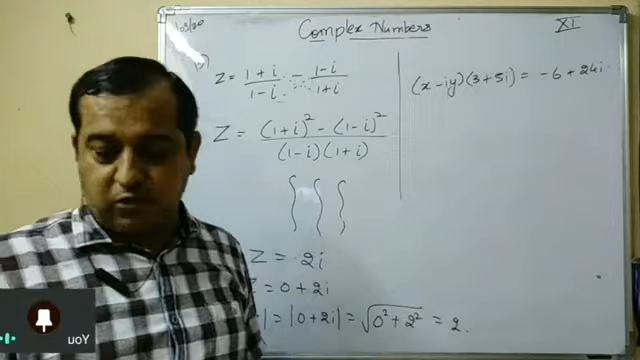 Complex Numbers
XI
Z = 1 + i / 1 - i - 1 - i / 1 + i
Z = (1+i)² - (1-i)² / (1-i)(1+i)
Z = 2i
Z = 0 + 2i
| = |0+2i| = √0² + 2² = 2.
(x - iy)(3 + 5i) = -6 + 24i.
You